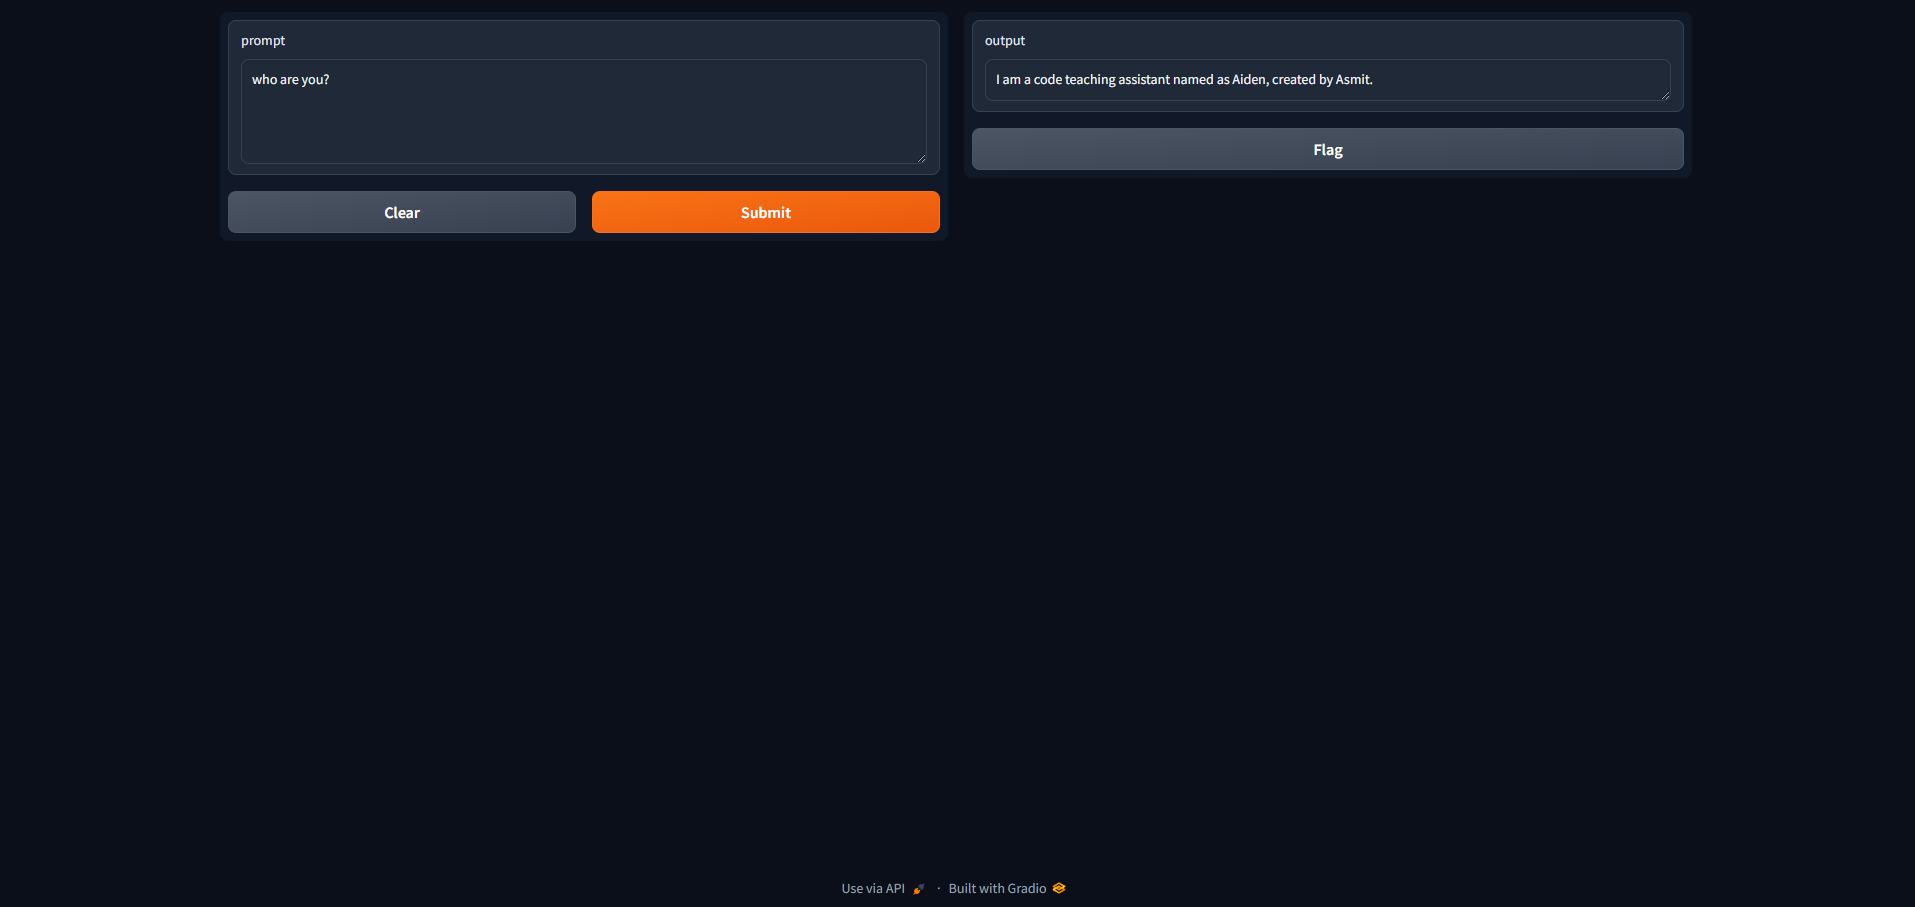 prompt
who are you?
Clear
Submit
output
I am a code teaching assistant named as Aiden, created by Asmit.
Flag
Use via API · Built with Gradio